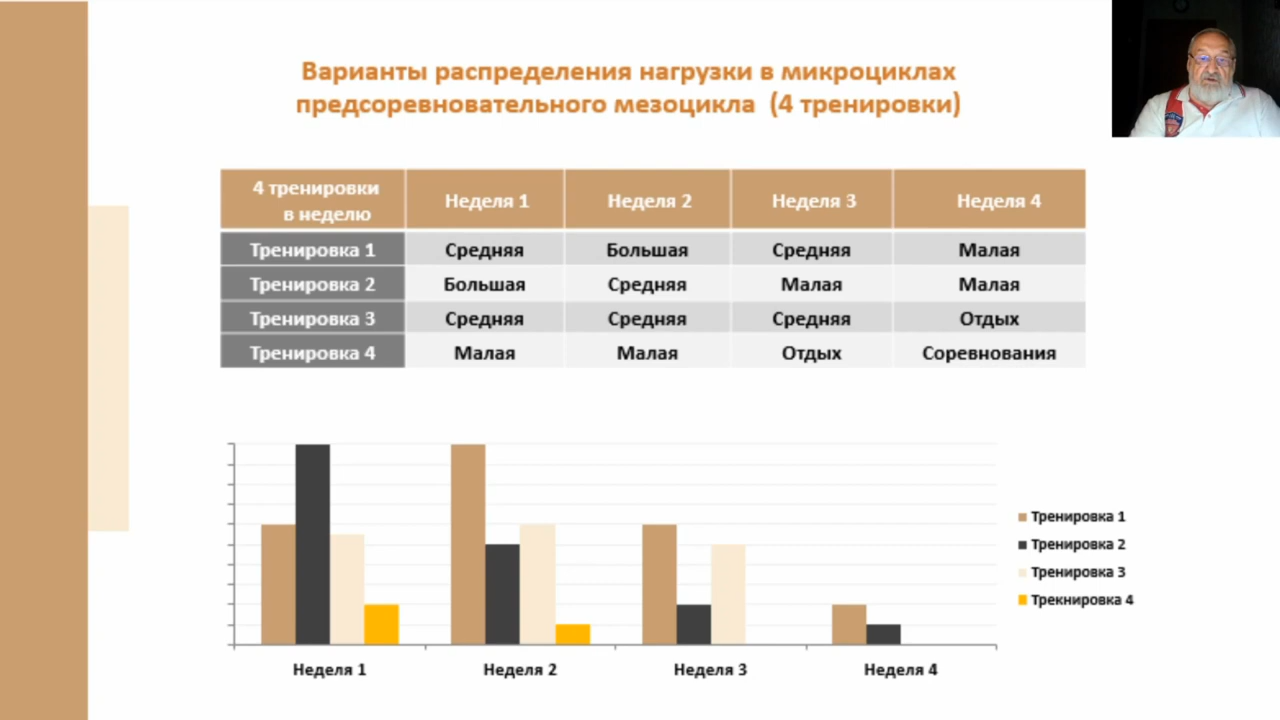 Варианты распределения нагрузки в микроциклах
предсоревновательного мезоцикла (4 тренировки)
4 тренировки
в неделю
Неделя 1
Неделя 2
Неделя 3
Неделя 4
Тренировка 1
Средняя
Большая
Средняя
Малая
Тренировка 2
Большая
Средняя
Малая
Малая
Тренировка 3
Средняя
Средняя
Средняя
Отдых
Тренировка 4
Малая
Малая
Отдых
Соревнования
Тренировка 1
Тренировка 2
Тренировка 3
Трекнировка 4
Неделя 1
Неделя 2
Неделя 3
Неделя 4